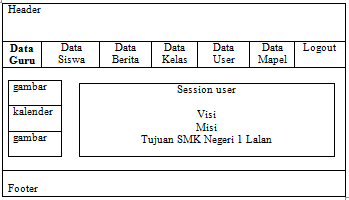 Header
Data Guru
Data Siswa
Data Berita
Data Kelas
Data User
Data Mapel
Logout
gambar
kalender
gambar
Session user
Visi
Misi
Tujuan SMK Negeri 1 Lalan
Footer